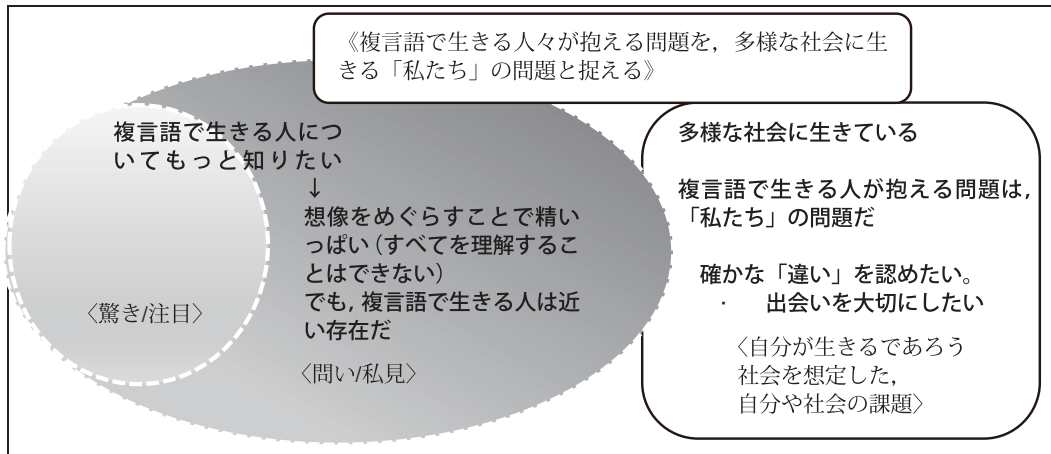 《複言語で生きる人々が抱える問題を，多様な社会に生
きる「私たち」の問題と捉える》
複言語で生きる人につ
いてもっと知りたい
↓
想像をめぐらすことで精い
っぱい（すべてを理解するこ
とはできない）
でも，複言語で生きる人は近
い存在だ
〈驚き/注目〉
〈問い/私見〉
多様な社会に生きている
複言語で生きる人が抱える問題は，
「私たち」の問題だ
確かな「違い」を認めたい。
・　出会いを大切にしたい
〈自分が生きるであろう
社会を想定した，
自分や社会の課題〉